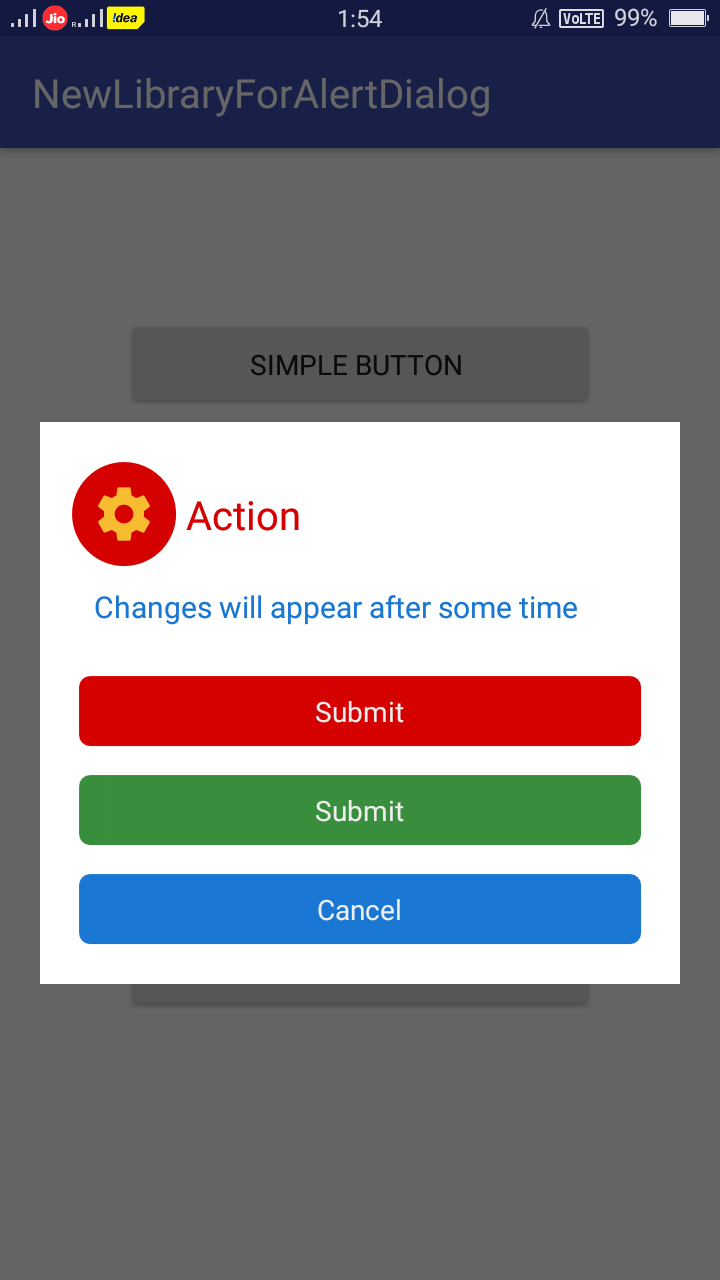 Jio R !dea 1:54 VoLTE 99%
NewLibraryForAlertDialog
SIMPLE BUTTON
Action
Changes will appear after some time
Submit
Submit
Cancel